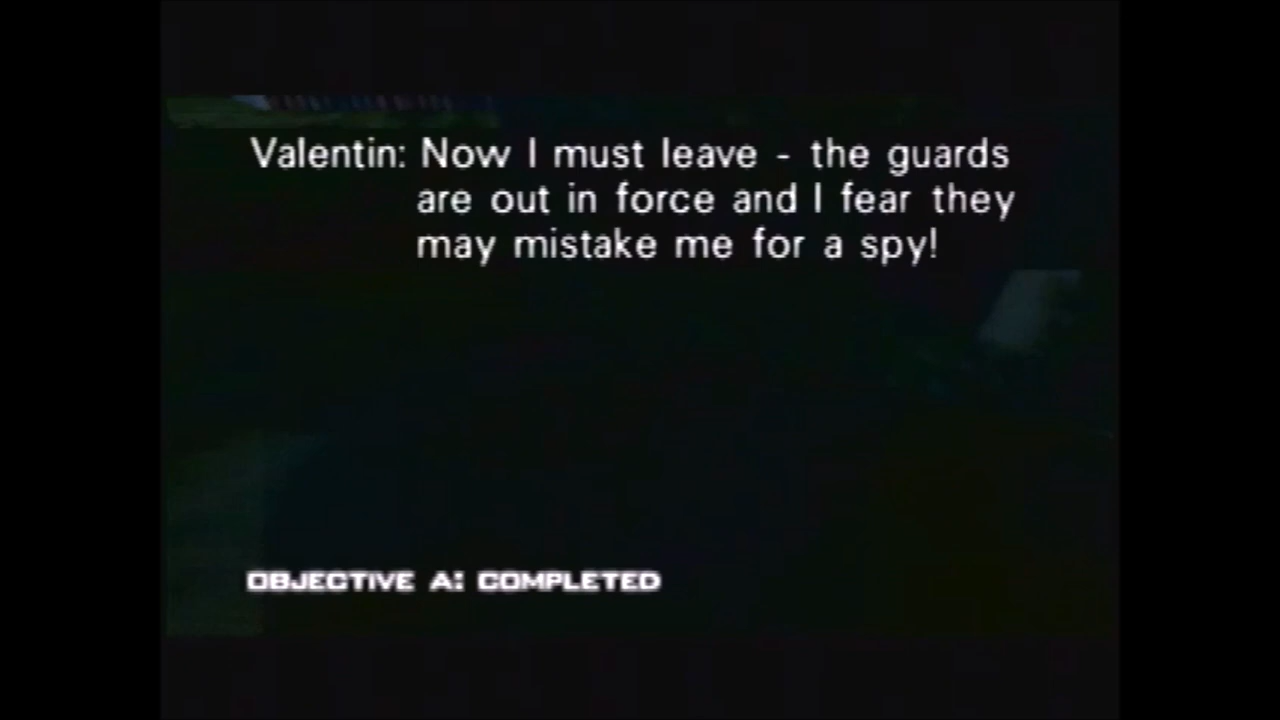 Valentin: Now I must leave - the guards
are out in force and I fear they
may mistake me for a spy!
OBJECTIVE A: COMPLETED